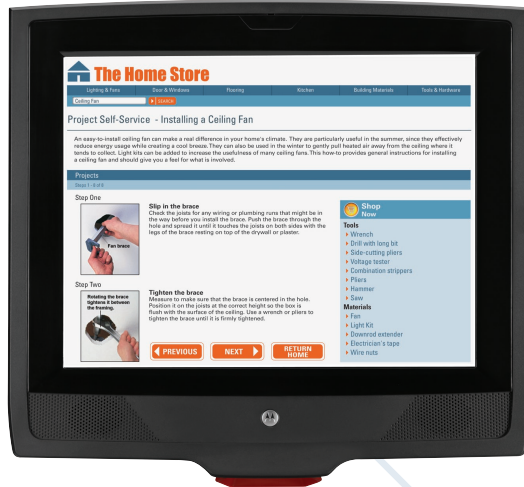 The Home Store
Lighting & Fans Door & Windows Flooring Kitchen Building Materials Tools & Hardware
Ceiling Fan SEARCH
Project Self-Service - Installing a Ceiling Fan
An easy-to-install ceiling fan can make a real difference in your home's climate. They are particularly useful in the summer, since they effectively
reduce energy usage while creating a cool breeze. They can also be used in the winter to gently pull heated air away from the ceiling where it
tends to collect. Light kits can be added to increase the usefulness of many ceiling fans. This how-to provides general instructions for installing
a ceiling fan and should give you a feel for what is involved.
Projects
Step One
Fan brace
Slip in the brace
Check the joists for any wiring or plumbing runs that might be in
the way before you install the brace. Push the brace through the
hole and spread it until it touches the joists on both sides with the
legs of the brace resting on top of the drywall or plaster.
Step Two
Rotating the brace
tightens it between
the framing.
Tighten the brace
Measure to make sure that the brace is centered in the hole.
Position it on the joists at the correct height so the box is
flush with the surface of the ceiling. Use a wrench or pliers to
tighten the brace until it is firmly tightened.
PREVIOUS
NEXT
RETURN
HOME
Shop
Now
Tools
Wrench
Drill with long bit
Side-cutting pliers
Voltage tester
Combination strippers
Pliers
Hammer
Saw
Materials
Fan
Light Kit
Downrod extender
Electrician's tape
Wire nuts